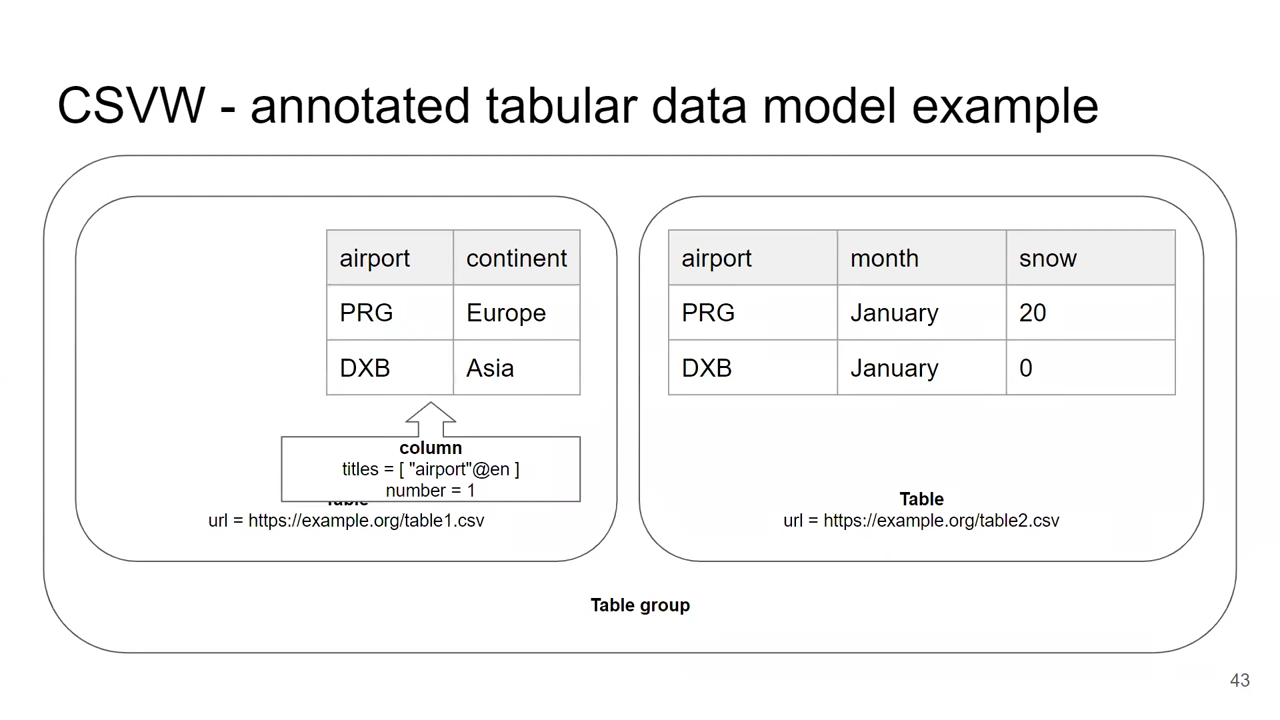 CSVW - annotated tabular data model example
airport continent
PRG Europe
DXB Asia
column
titles = [ "airport"@en ]
number = 1
url = https://example.org/table1.csv
airport month snow
PRG January 20
DXB January 0
Table
url = https://example.org/table2.csv
Table group
43